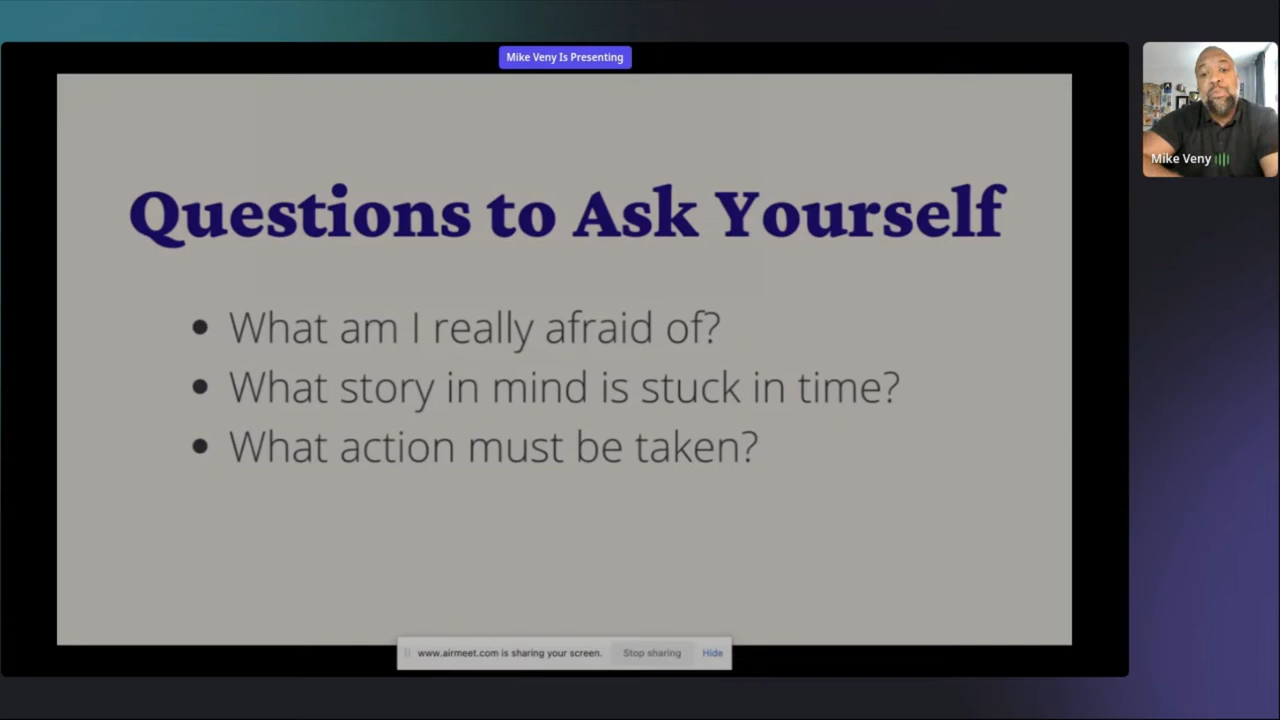 Mike Veny Is Presenting
Questions to Ask Yourself
• What am I really afraid of?
• What story in mind is stuck in time?
• What action must be taken?
Mike Veny
www.airmeet.com is sharing your screen. Stop sharing Hide